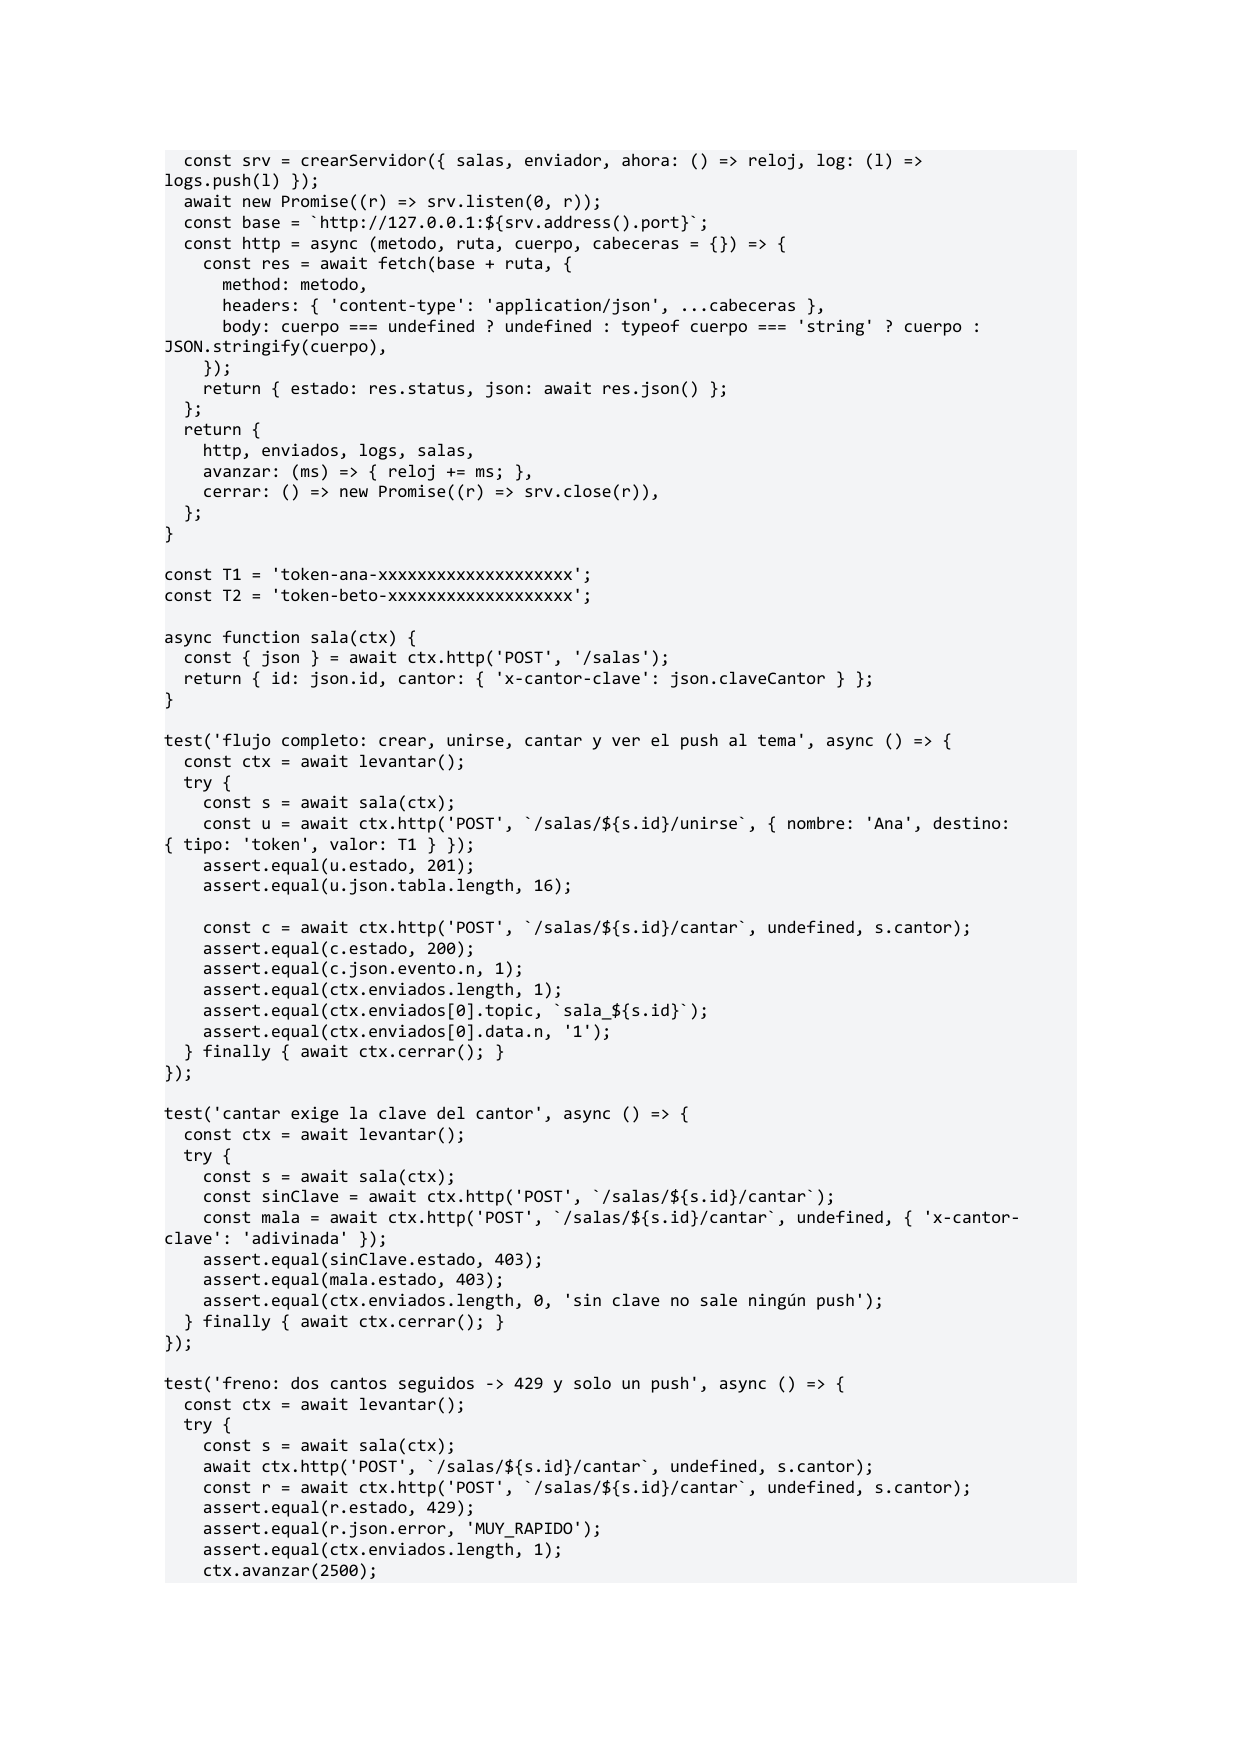 const srv = crearServidor({ salas, enviador, ahora: () => reloj, log: (l) =>
logs.push(l) });
  await new Promise((r) => srv.listen(0, r));
  const base = `http://127.0.0.1:${srv.address().port}`;
  const http = async (metodo, ruta, cuerpo, cabeceras = {}) => {
    const res = await fetch(base + ruta, {
      method: metodo,
      headers: { 'content-type': 'application/json', ...cabeceras },
      body: cuerpo === undefined ? undefined : typeof cuerpo === 'string' ? cuerpo :
JSON.stringify(cuerpo),
    });
    return { estado: res.status, json: await res.json() };
  };
  return {
    http, enviados, logs, salas,
    avanzar: (ms) => { reloj += ms; },
    cerrar: () => new Promise((r) => srv.close(r)),
  };
}

const T1 = 'token-ana-xxxxxxxxxxxxxxxxxxxx';
const T2 = 'token-beto-xxxxxxxxxxxxxxxxxxx';

async function sala(ctx) {
  const { json } = await ctx.http('POST', '/salas');
  return { id: json.id, cantor: { 'x-cantor-clave': json.claveCantor } };
}

test('flujo completo: crear, unirse, cantar y ver el push al tema', async () => {
  const ctx = await levantar();
  try {
    const s = await sala(ctx);
    const u = await ctx.http('POST', `/salas/${s.id}/unirse`, { nombre: 'Ana', destino:
{ tipo: 'token', valor: T1 } });
    assert.equal(u.estado, 201);
    assert.equal(u.json.tabla.length, 16);

    const c = await ctx.http('POST', `/salas/${s.id}/cantar`, undefined, s.cantor);
    assert.equal(c.estado, 200);
    assert.equal(c.json.evento.n, 1);
    assert.equal(ctx.enviados.length, 1);
    assert.equal(ctx.enviados[0].topic, `sala_${s.id}`);
    assert.equal(ctx.enviados[0].data.n, '1');
  } finally { await ctx.cerrar(); }
});

test('cantar exige la clave del cantor', async () => {
  const ctx = await levantar();
  try {
    const s = await sala(ctx);
    const sinClave = await ctx.http('POST', `/salas/${s.id}/cantar`);
    const mala = await ctx.http('POST', `/salas/${s.id}/cantar`, undefined, { 'x-cantor-
clave': 'adivinada' });
    assert.equal(sinClave.estado, 403);
    assert.equal(mala.estado, 403);
    assert.equal(ctx.enviados.length, 0, 'sin clave no sale ningún push');
  } finally { await ctx.cerrar(); }
});

test('freno: dos cantos seguidos -> 429 y solo un push', async () => {
  const ctx = await levantar();
  try {
    const s = await sala(ctx);
    await ctx.http('POST', `/salas/${s.id}/cantar`, undefined, s.cantor);
    const r = await ctx.http('POST', `/salas/${s.id}/cantar`, undefined, s.cantor);
    assert.equal(r.estado, 429);
    assert.equal(r.json.error, 'MUY_RAPIDO');
    assert.equal(ctx.enviados.length, 1);
    ctx.avanzar(2500);